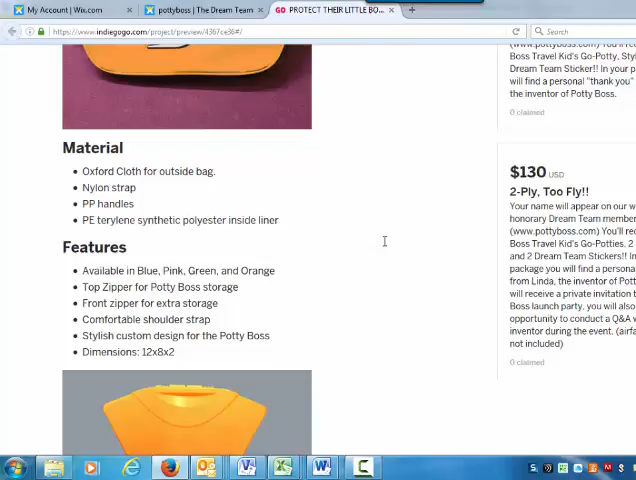 My Account | Wix.com
pottyboss | The Dream Team
GO PROTECT THEIR LITTLE BO...
https://www.indiegogo.com/project/preview/4367ce36#/
Search
Material
Oxford Cloth for outside bag.
Nylon strap
PP handles
PE terylene synthetic polyester inside liner
Features
Available in Blue, Pink, Green, and Orange
Top Zipper for Potty Boss storage
Front zipper for extra storage
Comfortable shoulder strap
Stylish custom design for the Potty Boss
Dimensions: 12x8x2
(www.pottyboss.com) You'll rec
Boss Travel Kid's Go-Potty, Styl
Dream Team Sticker!! In your p
will find a personal "thank you"
the inventor of Potty Boss.
0 claimed
$130 USD
2-Ply, Too Fly!!
Your name will appear on our w
honorary Dream Team member
(www.pottyboss.com) You'll rec
Boss Travel Kid's Go-Potties, 2
and 2 Dream Team Stickers!! In
package you will find a persona
from Linda, the inventor of Pott
will receive a private invitation t
Boss launch party, you will also
opportunity to conduct a Q&A v
inventor during the event. (airfa
not included)
0 claimed